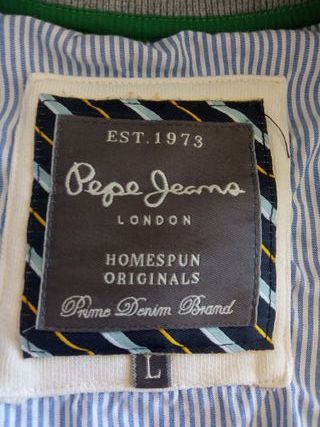 EST. 1973
Pepe Jeans
LONDON
HOMESPUN
ORIGINALS
Prime Denim Brand
L